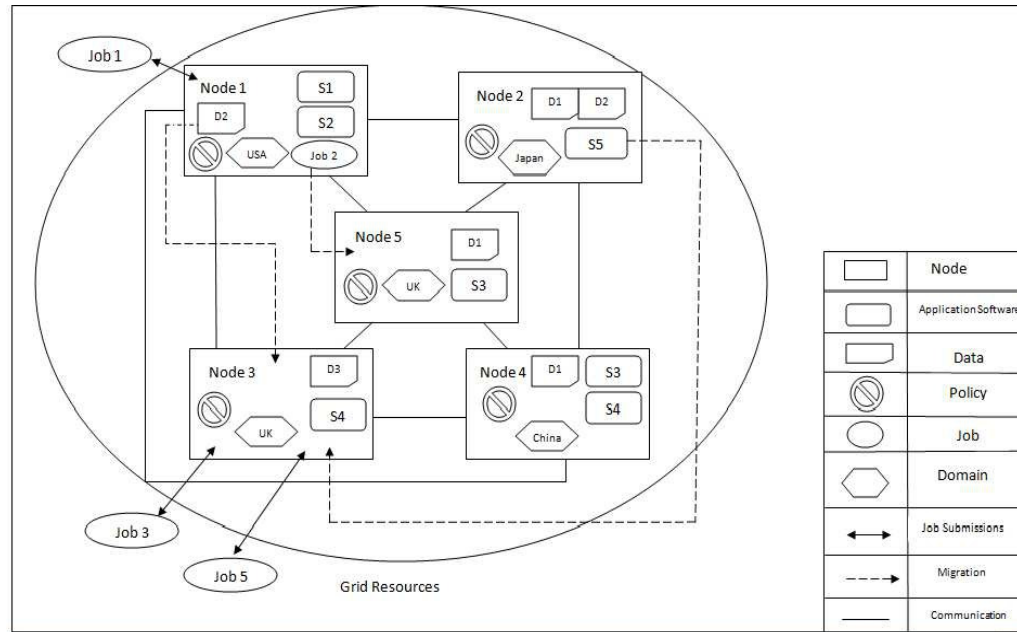 Job 1
Node 1
S1
D2
S2
USA
Job 2
Node 2
D1
D2
S5
Japan
Node 5
D1
UK
S3
Node 3
D3
UK
S4
Node 4
D1
S3
S4
China
Job 3
Job 5
Grid Resources
Node
Application Software
Data
Policy
Job
Domain
Job Submissions
Migration
Communication